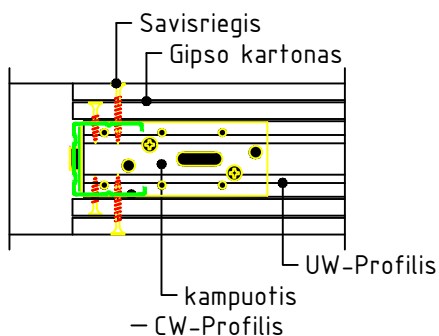 Savisriegis
Gipso kartonas
UW-Profilis
kampuotis
CW-Profilis